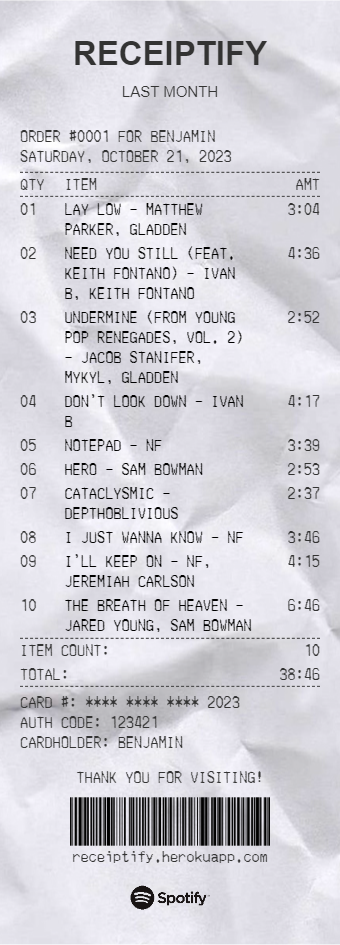 RECEIPTIFY
LAST MONTH
ORDER #0001 FOR BENJAMIN
SATURDAY, OCTOBER 21, 2023
QTY ITEM AMT
01 LAY LOW - MATTHEW 3:04
PARKER, GLADDEN
02 NEED YOU STILL (FEAT. 4:36
KEITH FONTANO) - IVAN
B, KEITH FONTANO
03 UNDERMINE (FROM YOUNG 2:52
POP RENEGADES, VOL. 2)
- JACOB STANIFER,
MYKYL, GLADDEN
04 DON'T LOOK DOWN - IVAN 4:17
B
05 NOTEPAD - NF 3:39
06 HERO - SAM BOWMAN 2:53
07 CATACLYSMIC - 2:37
DEPTHOBLIVIOUS
08 I JUST WANNA KNOW - NF 3:46
09 I'LL KEEP ON - NF, 4:15
JEREMIAH CARLSON
10 THE BREATH OF HEAVEN - 6:46
JARED YOUNG, SAM BOWMAN
ITEM COUNT: 10
TOTAL: 38:46
CARD #: **** **** **** 2023
AUTH CODE: 123421
CARDHOLDER: BENJAMIN
THANK YOU FOR VISITING!
receiptify.herokuapp.com
Spotify